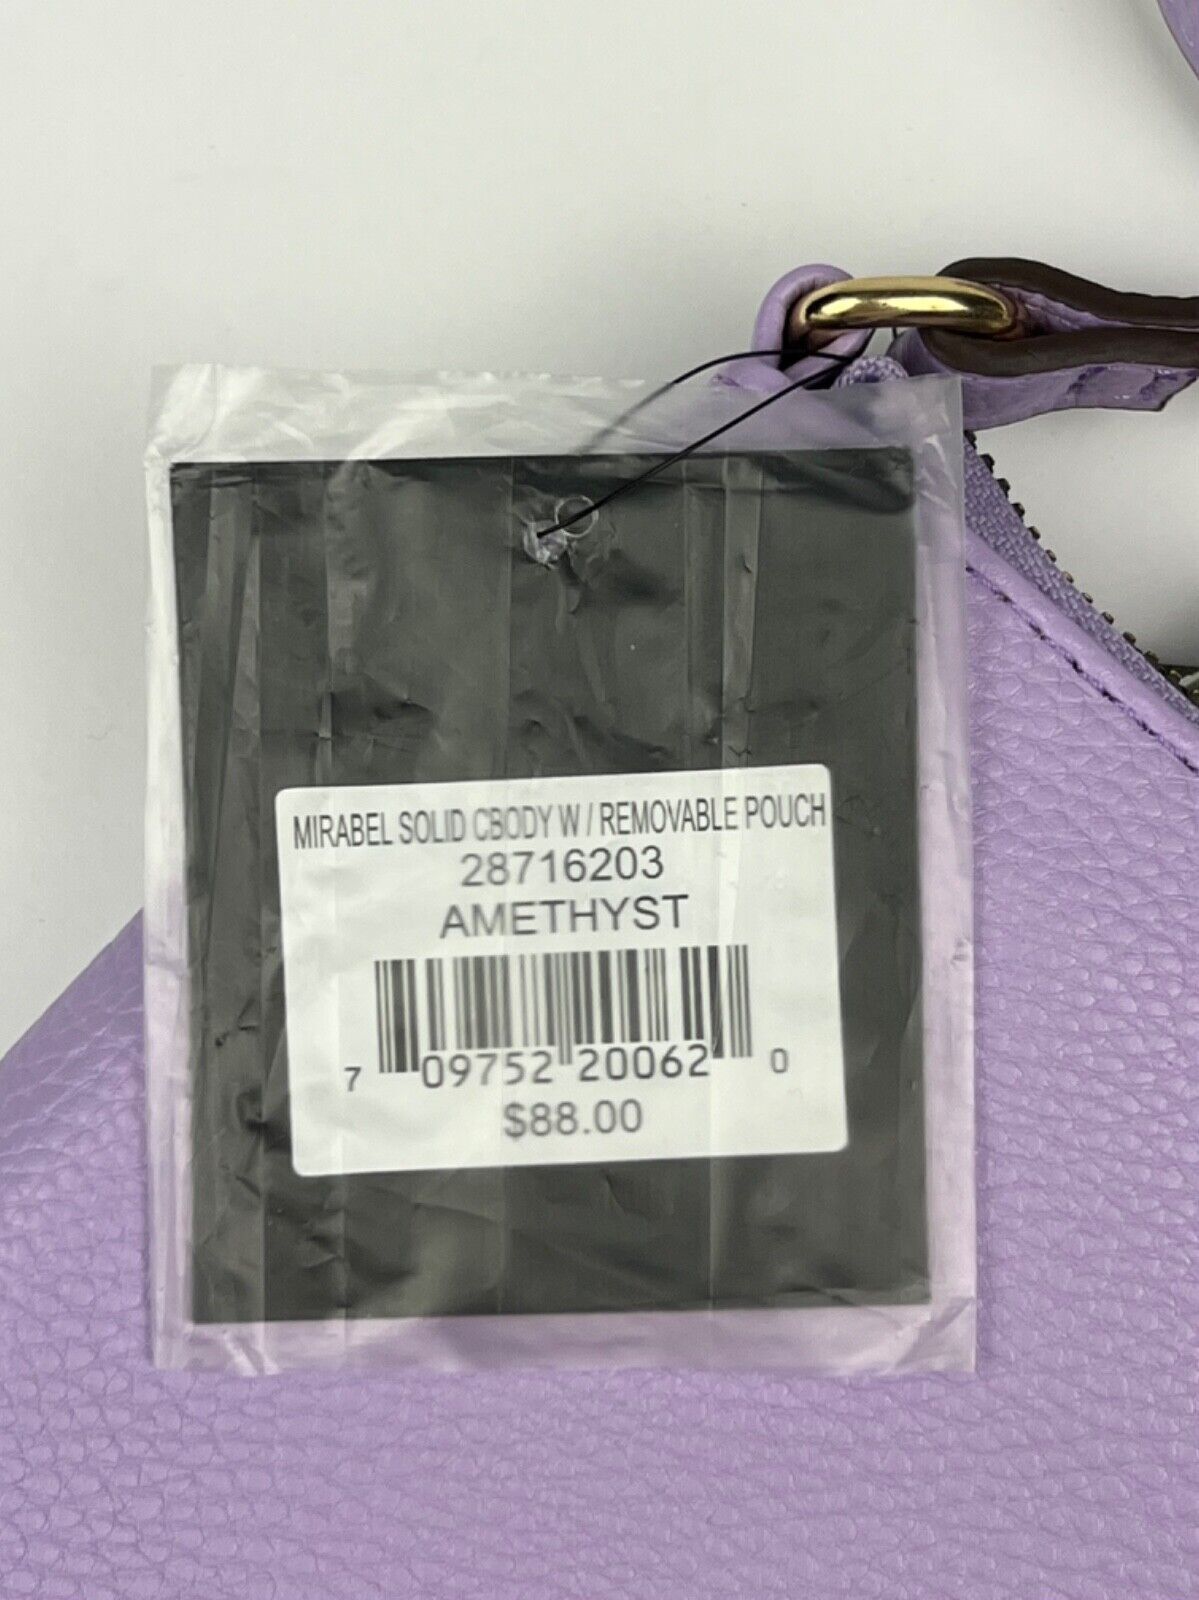 MIRABEL SOLID CBODY W / REMOVABLE POUCH
28716203
AMETHYST
7 09752 20062 0
$88.00